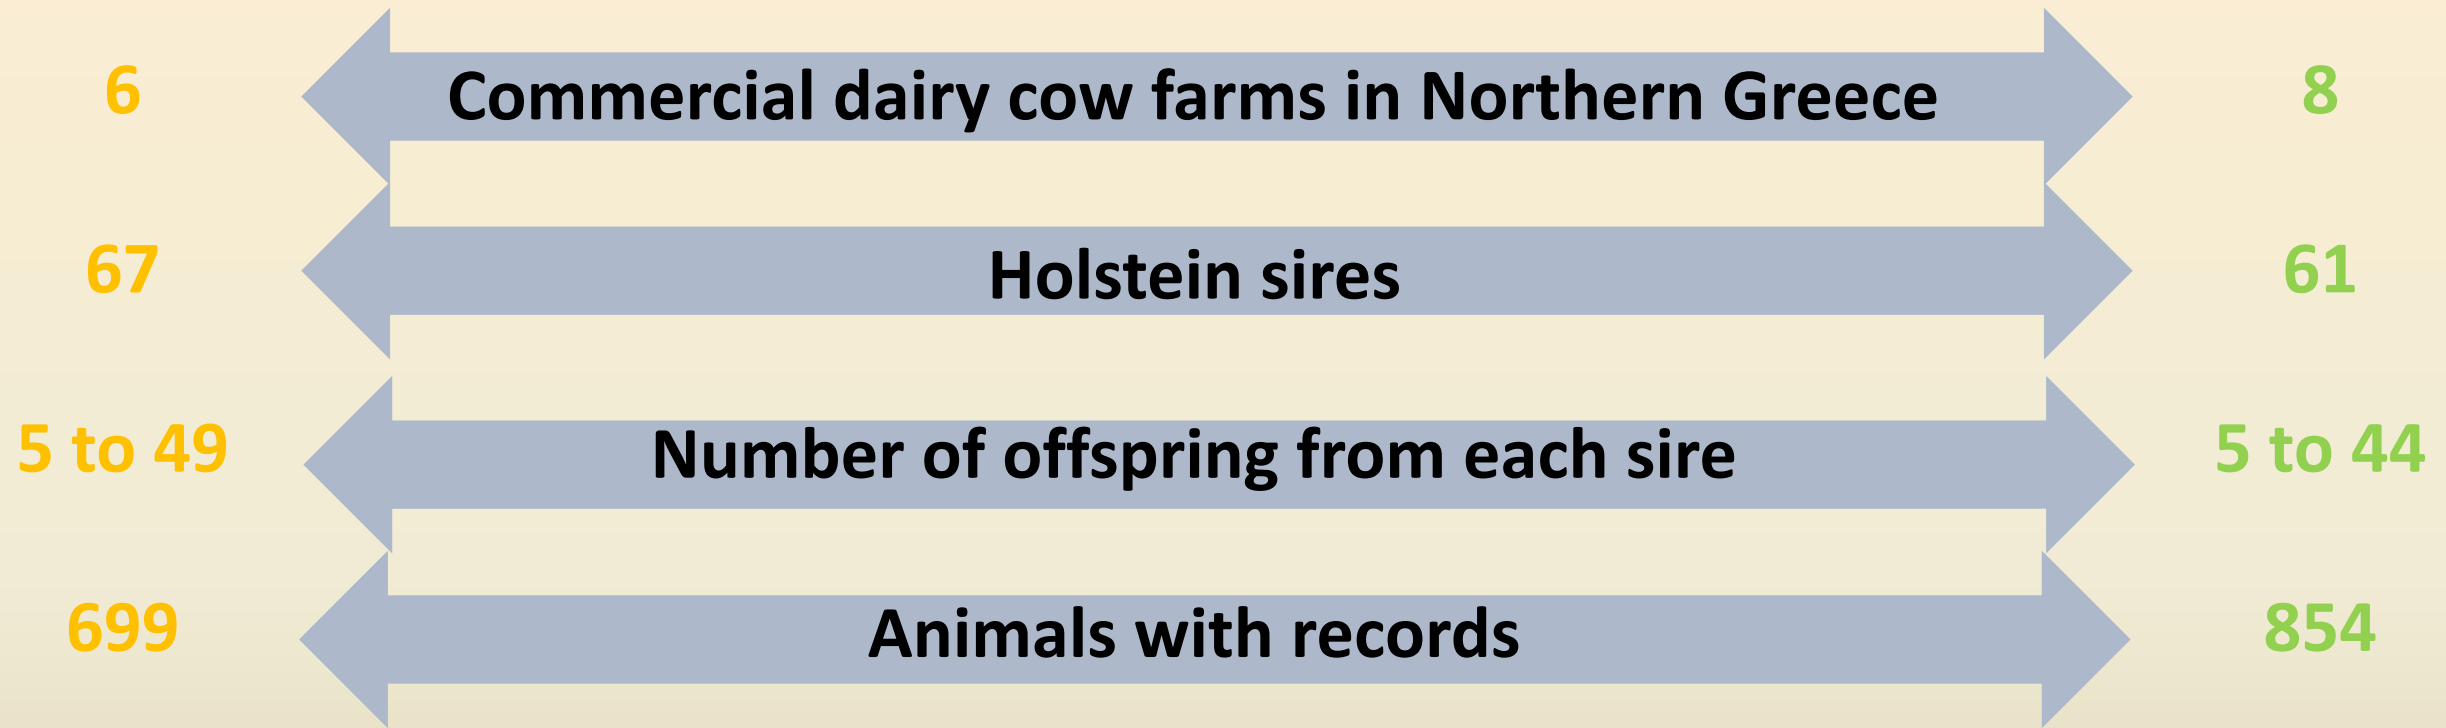 6 Commercial dairy cow farms in Northern Greece 8
67 Holstein sires 61
5 to 49 Number of offspring from each sire 5 to 44
699 Animals with records 854